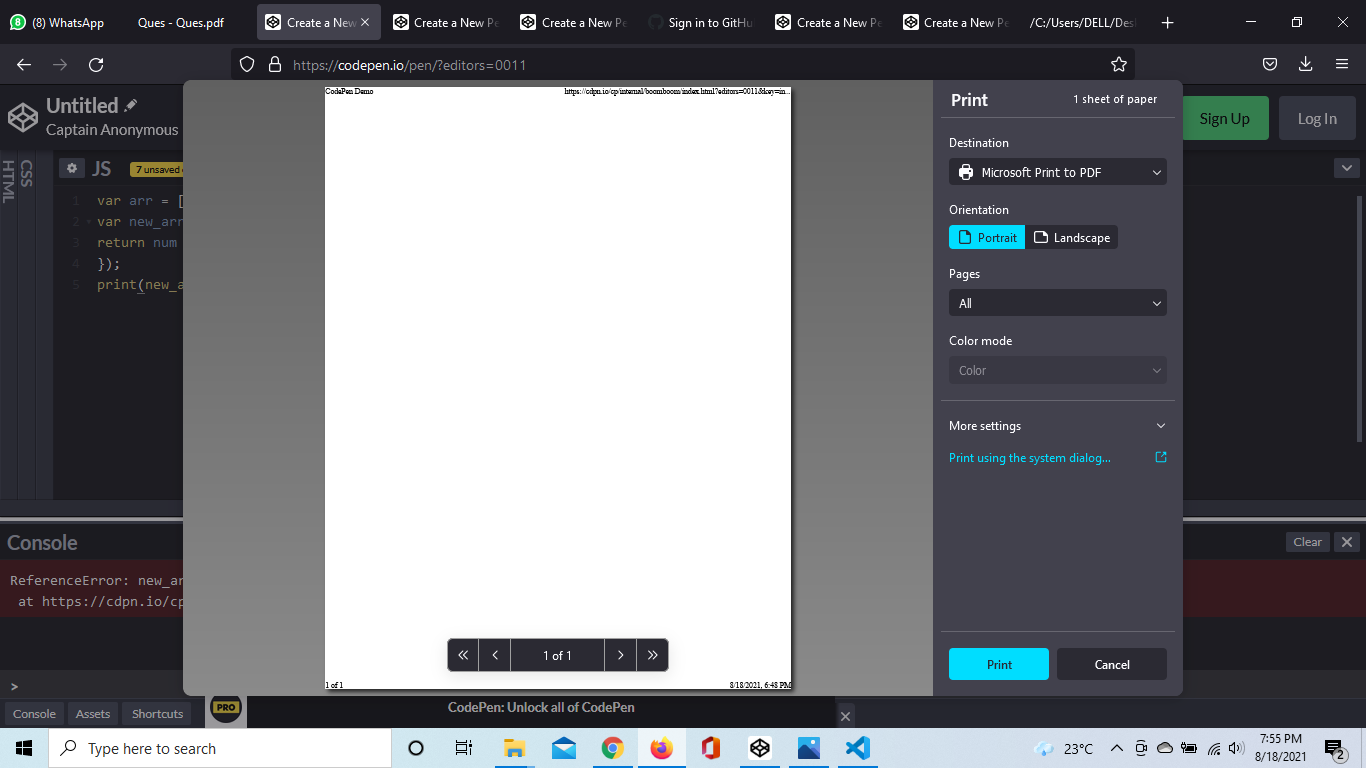 (8) WhatsApp
Ques - Ques.pdf
Create a New
Create a New Pe
Create a New Pe
Sign in to GitHu
Create a New Pe
Create a New Pe
/C:/Users/DELL/Des
https://codepen.io/pen/?editors=0011
Untitled
Captain Anonymous
Sign Up
Log In
HTML
CSS
JS
7 unsaved
1 var arr = [
2 var new_arr
3 return num
4 });
5 print(new_a
CodePen Demo
https://cdpn.io/cp/internal/boomboom/index.html?editors=0011&key=in...
1 of 1
1 of 1
8/18/2021, 6:48 PM
Print
1 sheet of paper
Destination
Microsoft Print to PDF
Orientation
Portrait
Landscape
Pages
All
Color mode
Color
More settings
Print using the system dialog...
Print
Cancel
Console
Clear
ReferenceError: new_ar
at https://cdpn.io/cp
>
Console
Assets
Shortcuts
PRO
CodePen: Unlock all of CodePen
Type here to search
23°C
7:55 PM
8/18/2021
2